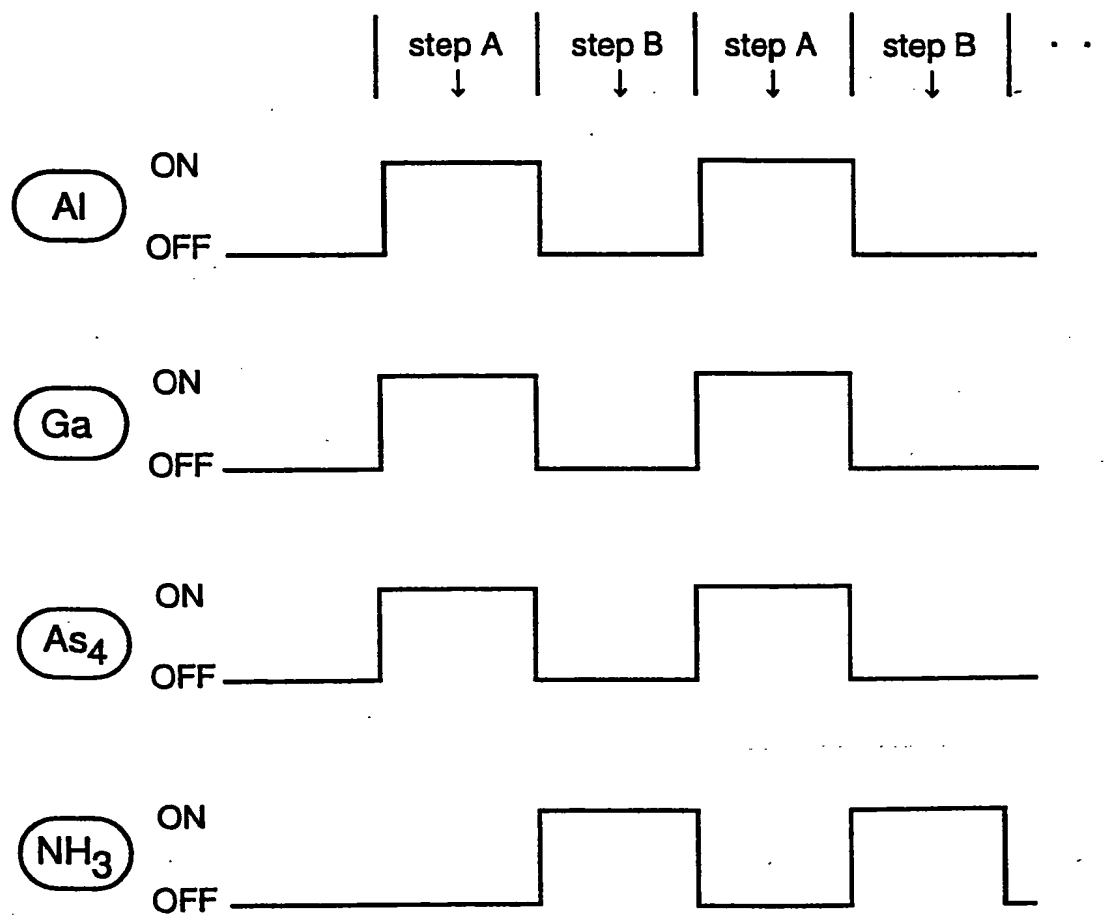 step A step B step A step B . .
ON
Al
OFF
ON
Ga
OFF
ON
As4
OFF
ON
NH3
OFF